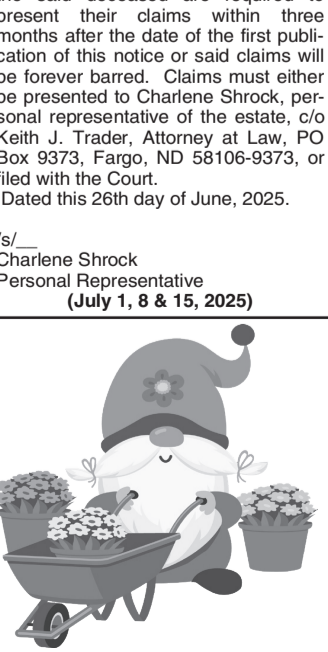 the said deceased are required to
present their claims within three
months after the date of the first publi-
cation of this notice or said claims will
be forever barred. Claims must either
be presented to Charlene Shrock, per-
sonal representative of the estate, c/o
Keith J. Trader, Attorney at Law, PO
Box 9373, Fargo, ND 58106-9373, or
filed with the Court.
Dated this 26th day of June, 2025.
/s/__
Charlene Shrock
Personal Representative
(July 1, 8 & 15, 2025)